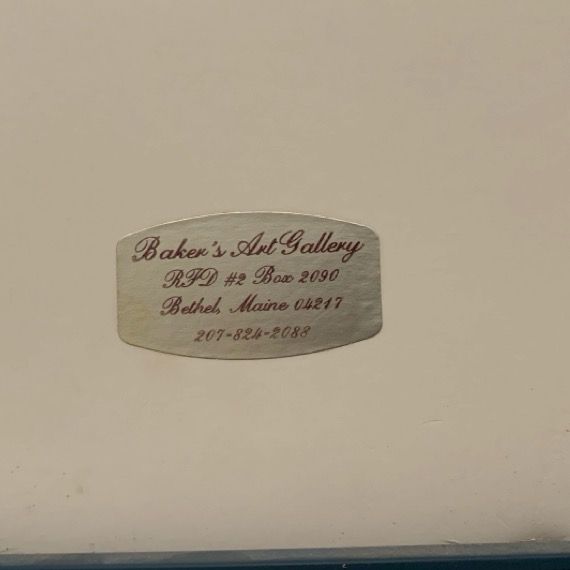 Baker's Art Gallery
RFD #2 Box 2090
Bethel, Maine 04217
207-824-2088